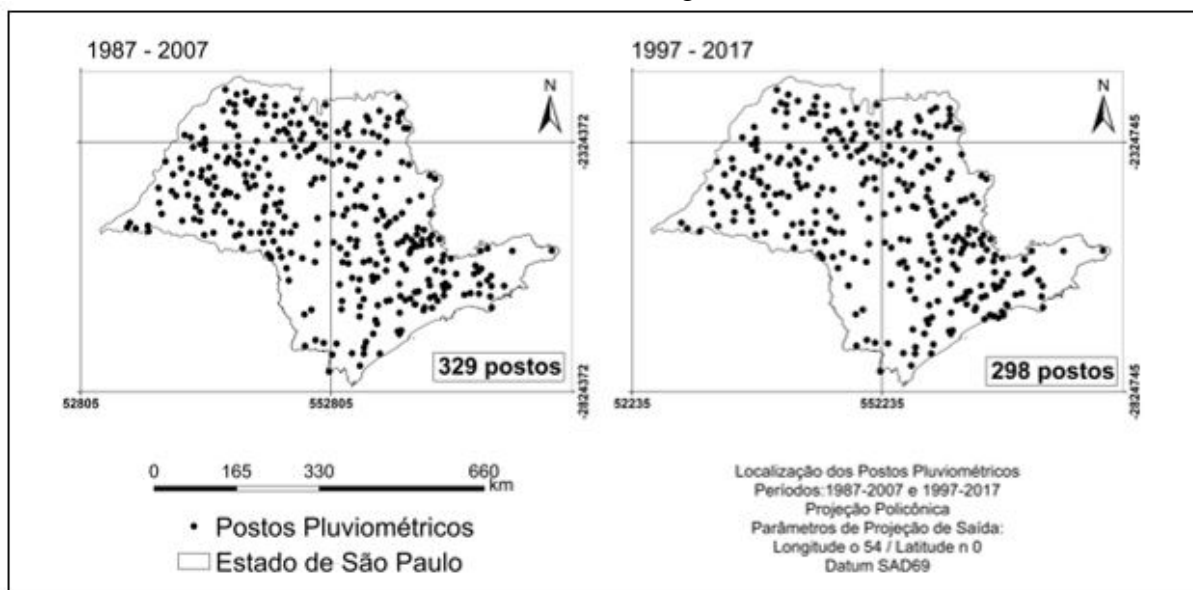 1987 - 2007
N
-2324372
329 postos
52805
552805
-2824372
1997 - 2017
N
-2324745
298 postos
52235
552235
-2824745
0 165 330 660
km
Postos Pluviométricos
Estado de São Paulo
Localização dos Postos Pluviométricos
Períodos:1987-2007 e 1997-2017
Projeção Policônica
Parâmetros de Projeção de Saída:
Longitude o 54 / Latitude n 0
Datum SAD69